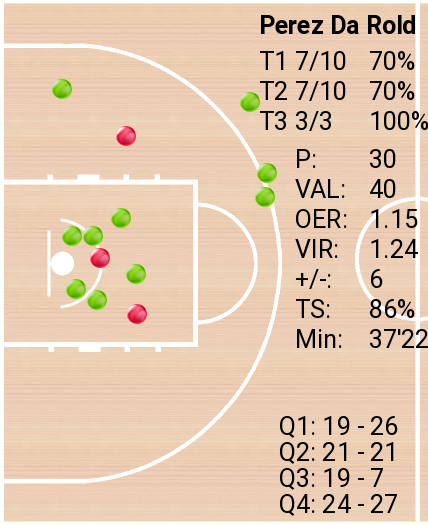 Perez Da Rold
T1 7/10 70%
T2 7/10 70%
T3 3/3 100%
P: 30
VAL: 40
OER: 1.15
VIR: 1.24
+/-: 6
TS: 86%
Min: 37'22
Q1: 19 - 26
Q2: 21 - 21
Q3: 19 - 7
Q4: 24 - 27